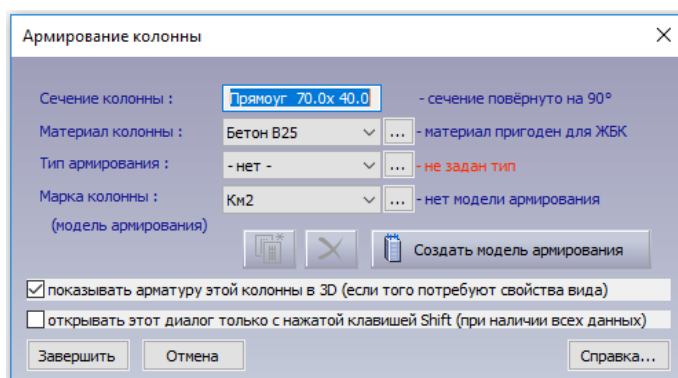 Армирование колонны
Сечение колонны : Прямоуг 70.0x 40.0 - сечение повёрнуто на 90°
Материал колонны : Бетон B25 ... - материал пригоден для ЖБК
Тип армирования : - нет - ... - не задан тип
Марка колонны : Км2 ... - нет модели армирования
(модель армирования)
Создать модель армирования
показывать арматуру этой колонны в 3D (если того потребуют свойства вида)
открывать этот диалог только с нажатой клавишей Shift (при наличии всех данных)
Завершить Отмена Справка...